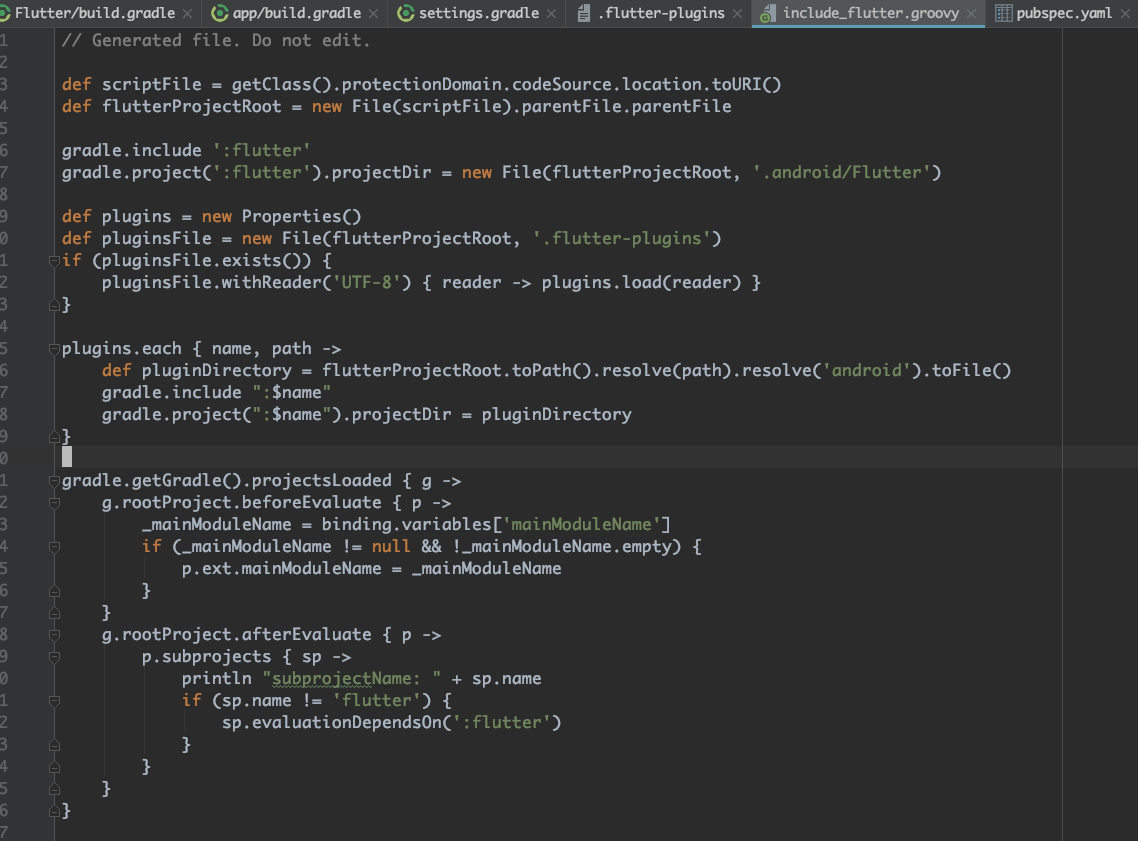 Flutter/build.gradle × app/build.gradle × settings.gradle × .flutter-plugins × include_flutter.groovy × pubspec.yaml ×
1 // Generated file. Do not edit.
2
3 def scriptFile = getClass().protectionDomain.codeSource.location.toURI()
4 def flutterProjectRoot = new File(scriptFile).parentFile.parentFile
5
6 gradle.include ':flutter'
7 gradle.project(':flutter').projectDir = new File(flutterProjectRoot, '.android/Flutter')
8
9 def plugins = new Properties()
0 def pluginsFile = new File(flutterProjectRoot, '.flutter-plugins')
1 if (pluginsFile.exists()) {
2     pluginsFile.withReader('UTF-8') { reader -> plugins.load(reader) }
3 }
4
5 plugins.each { name, path ->
6     def pluginDirectory = flutterProjectRoot.toPath().resolve(path).resolve('android').toFile()
7     gradle.include ":$name"
8     gradle.project(":$name").projectDir = pluginDirectory
9 }
0
1 gradle.getGradle().projectsLoaded { g ->
2     g.rootProject.beforeEvaluate { p ->
3         _mainModuleName = binding.variables['mainModuleName']
4         if (_mainModuleName != null && !_mainModuleName.empty) {
5             p.ext.mainModuleName = _mainModuleName
6         }
7     }
8     g.rootProject.afterEvaluate { p ->
9         p.subprojects { sp ->
0             println "subprojectName: " + sp.name
1             if (sp.name != 'flutter') {
2                 sp.evaluationDependsOn(':flutter')
3             }
4         }
5     }
6 }
7